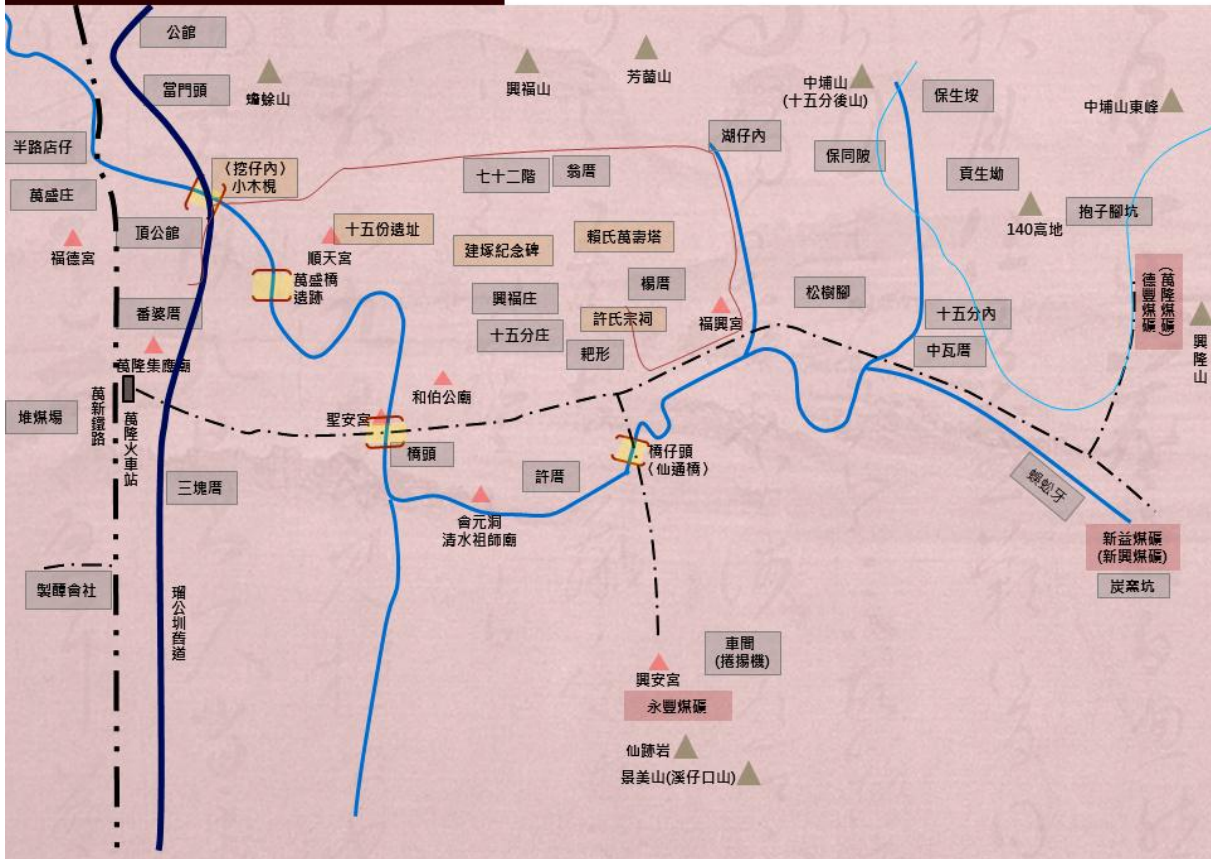 公館
當門頭
蟾蜍山
興福山
芳蘭山
中埔山
(十五分後山)
保生垵
中埔山東峰
半路店仔
萬盛庄
福德宮
(挖仔內)
小木梘
七十二階
翁厝
湖仔內
保同陂
貢生坳
140高地
抱子腳坑
頂公館
順天宮
十五份遺址
建塚紀念碑
賴氏萬壽塔
萬盛橋
遺跡
番婆厝
興福庄
楊厝
松樹腳
十五分內
(萬隆煤礦)
德豐煤礦
興隆山
十五分庄
許氏宗祠
福興宮
耙形
中瓦厝
萬隆集應廟
堆煤場
萬新鐵路
萬隆火車站
和伯公廟
聖安宮
橋頭
三塊厝
許厝
橋仔頭
(仙通橋)
會元洞
清水祖師廟
蜈蚣牙
新益煤礦
(新興煤礦)
炭窯坑
製藥會社
瑠公圳舊道
車間
(捲揚機)
興安宮
永豐煤礦
仙跡岩
景美山(溪仔口山)